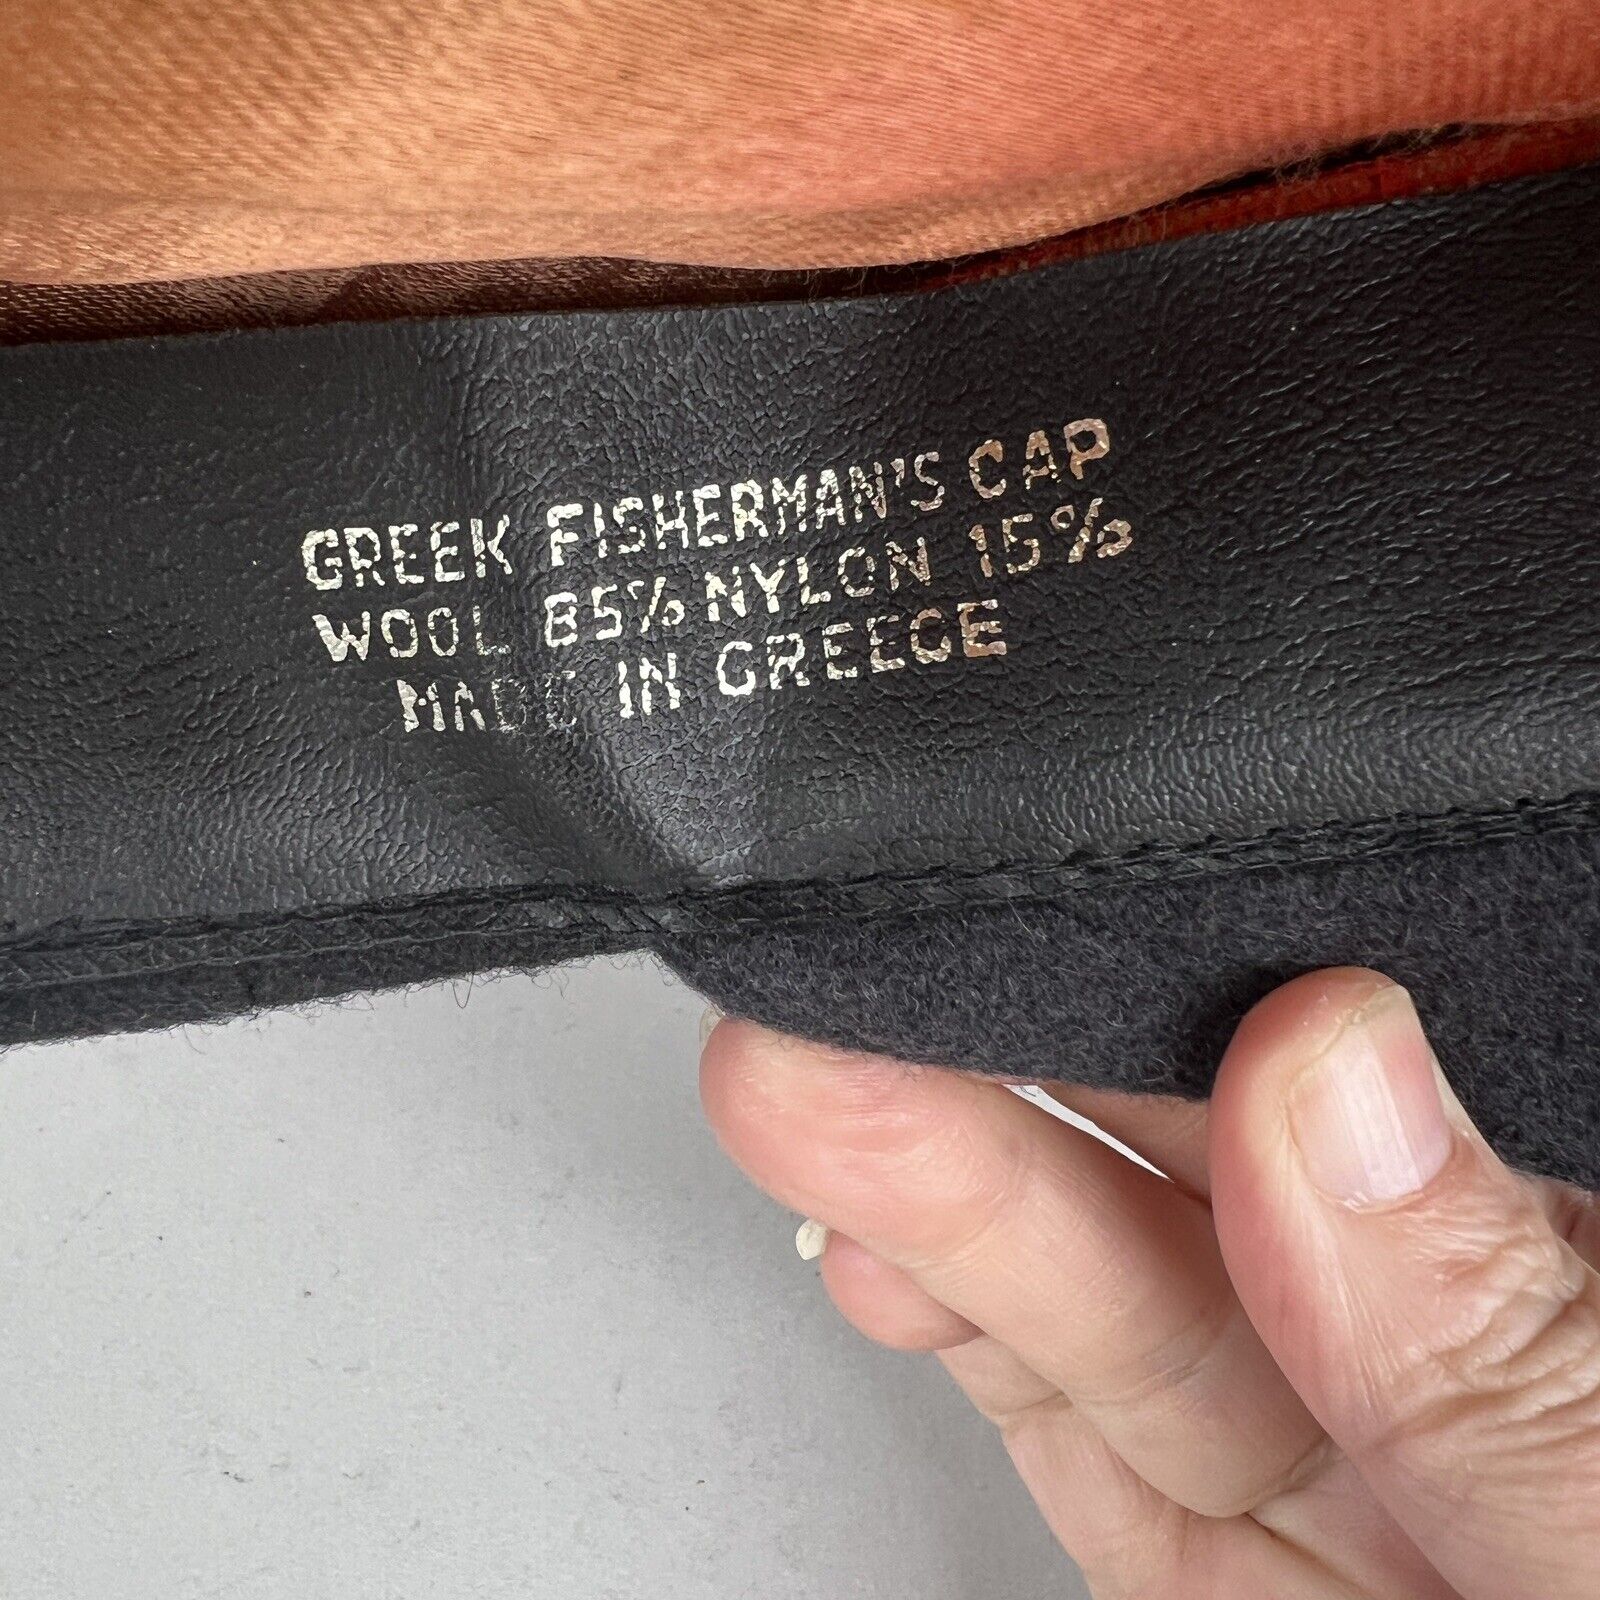 GREEK FISHERMAN'S CAP
WOOL 85% NYLON 15%
MADE IN GREECE